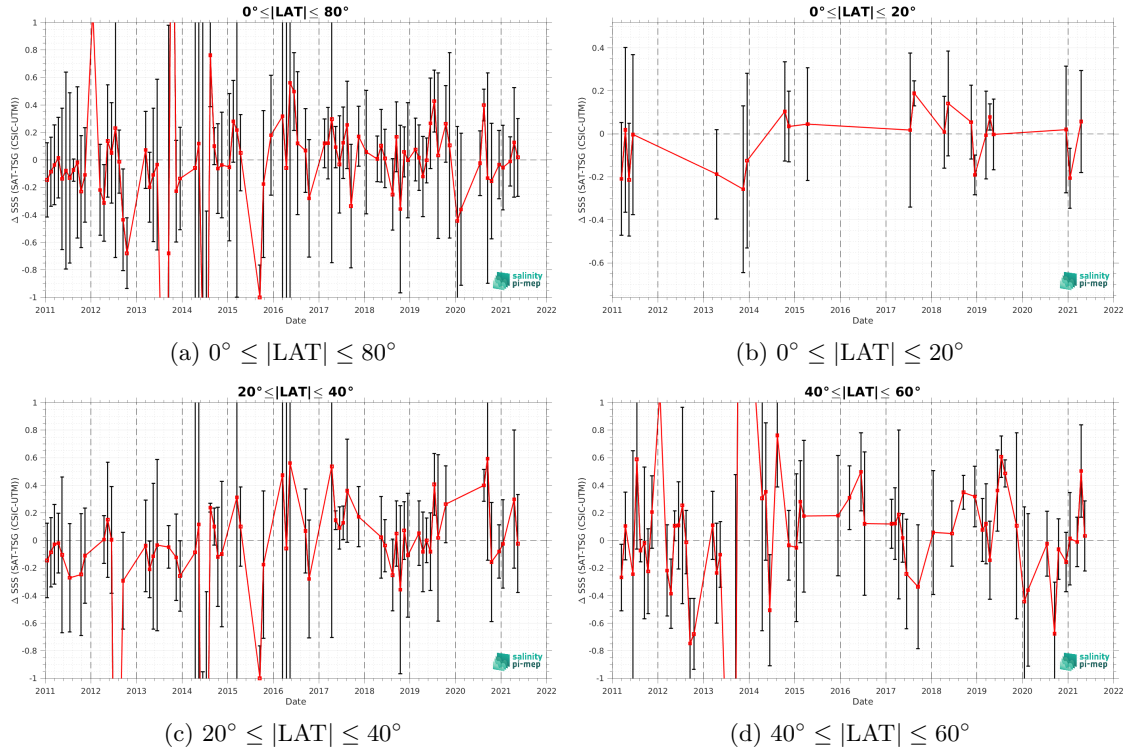 0°≤|LAT|≤ 80°
Δ SSS (SAT-TSG (CSIC-UTM))
1
0.8
0.6
0.4
0.2
0
-0.2
-0.4
-0.6
-0.8
-1
2011 2012 2013 2014 2015 2016 2017 2018 2019 2020 2021 2022
Date
salinity
pi-mep
(a) 0° ≤ |LAT| ≤ 80°
0°≤|LAT|≤ 20°
Δ SSS (SAT-TSG (CSIC-UTM))
0.4
0.2
0
-0.2
-0.4
-0.6
2011 2012 2013 2014 2015 2016 2017 2018 2019 2020 2021 2022
Date
salinity
pi-mep
(b) 0° ≤ |LAT| ≤ 20°
20°≤|LAT|≤ 40°
Δ SSS (SAT-TSG (CSIC-UTM))
1
0.8
0.6
0.4
0.2
0
-0.2
-0.4
-0.6
-0.8
-1
2011 2012 2013 2014 2015 2016 2017 2018 2019 2020 2021 2022
Date
salinity
pi-mep
(c) 20° ≤ |LAT| ≤ 40°
40°≤|LAT|≤ 60°
Δ SSS (SAT-TSG (CSIC-UTM))
1
0.8
0.6
0.4
0.2
0
-0.2
-0.4
-0.6
-0.8
-1
2011 2012 2013 2014 2015 2016 2017 2018 2019 2020 2021 2022
Date
salinity
pi-mep
(d) 40° ≤ |LAT| ≤ 60°